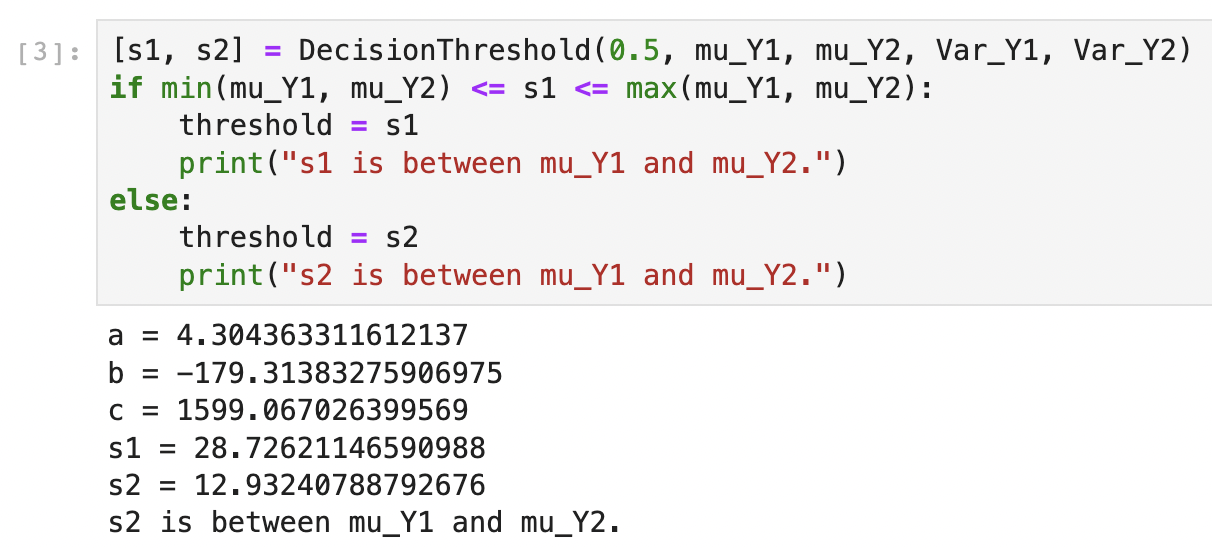 [3]: [s1, s2] = DecisionThreshold(0.5, mu_Y1, mu_Y2, Var_Y1, Var_Y2)
if min(mu_Y1, mu_Y2) <= s1 <= max(mu_Y1, mu_Y2):
    threshold = s1
    print("s1 is between mu_Y1 and mu_Y2.")
else:
    threshold = s2
    print("s2 is between mu_Y1 and mu_Y2.")
a = 4.304363311612137
b = -179.31383275906975
c = 1599.067026399569
s1 = 28.72621146590988
s2 = 12.93240788792676
s2 is between mu_Y1 and mu_Y2.